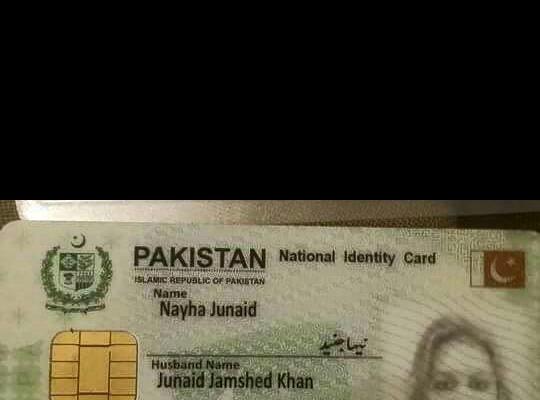 PAKISTAN National Identity Card
ISLAMIC REPUBLIC OF PAKISTAN
Name
Nayha Junaid
نیہا جنید
Husband Name
Junaid Jamshed Khan